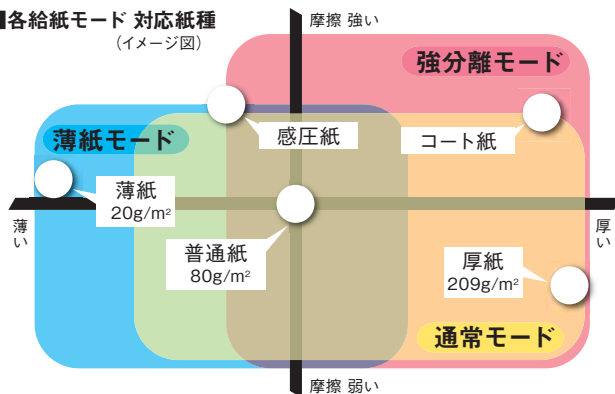 ■各給紙モード 対応紙種
（イメージ図）
摩擦 強い
強分離モード
薄紙モード
感圧紙
コート紙
薄紙
20g/m²
薄い
厚い
普通紙
80g/m²
厚紙
209g/m²
通常モード
摩擦 弱い